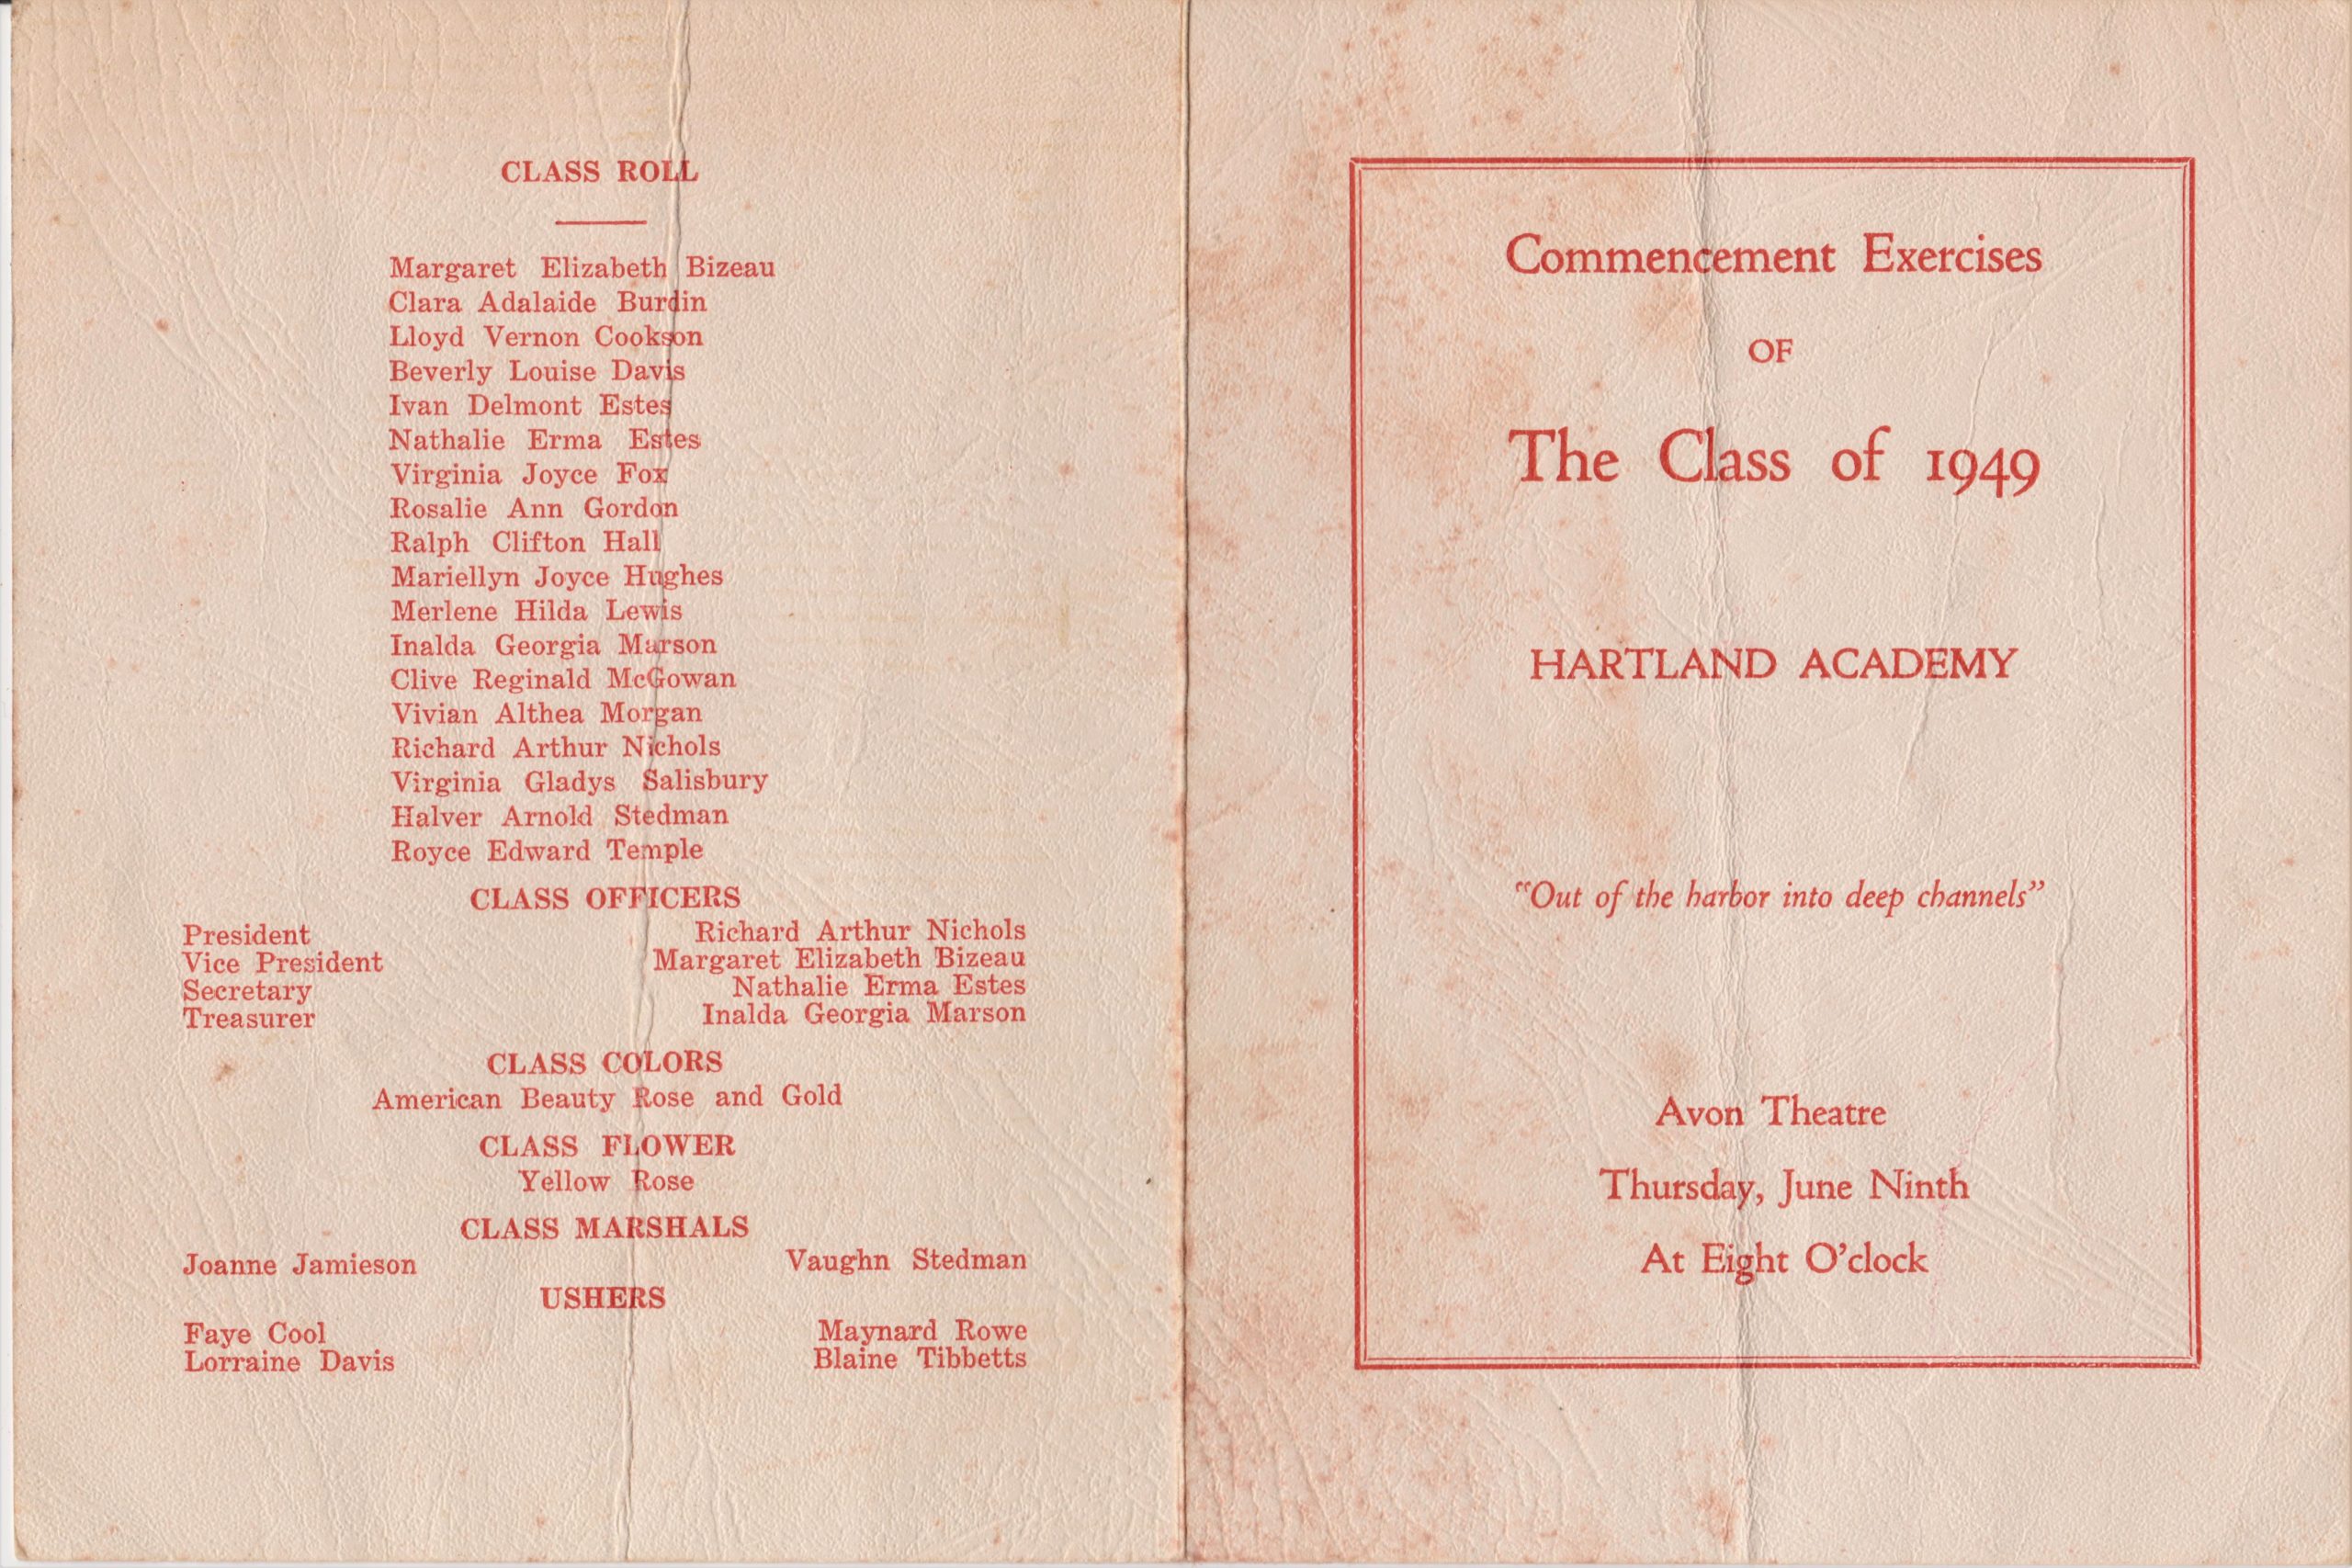 CLASS ROLL
Margaret Elizabeth Bizeau
Clara Adalaide Burdin
Lloyd Vernon Cookson
Beverly Louise Davis
Ivan Delmont Estes
Nathalie Erma Estes
Virginia Joyce Fox
Rosalie Ann Gordon
Ralph Clifton Hall
Mariellyn Joyce Hughes
Merlene Hilda Lewis
Inalda Georgia Marson
Clive Reginald McGowan
Vivian Althea Morgan
Richard Arthur Nichols
Virginia Gladys Salisbury
Halver Arnold Stedman
Royce Edward Temple
CLASS OFFICERS
President Richard Arthur Nichols
Vice President Margaret Elizabeth Bizeau
Secretary Nathalie Erma Estes
Treasurer Inalda Georgia Marson
CLASS COLORS
American Beauty Rose and Gold
CLASS FLOWER
Yellow Rose
CLASS MARSHALS
Joanne Jamieson Vaughn Stedman
USHERS
Faye Cool Maynard Rowe
Lorraine Davis Blaine Tibbetts
Commencement Exercises
OF
The Class of 1949
HARTLAND ACADEMY
"Out of the harbor into deep channels"
Avon Theatre
Thursday, June Ninth
At Eight O'clock